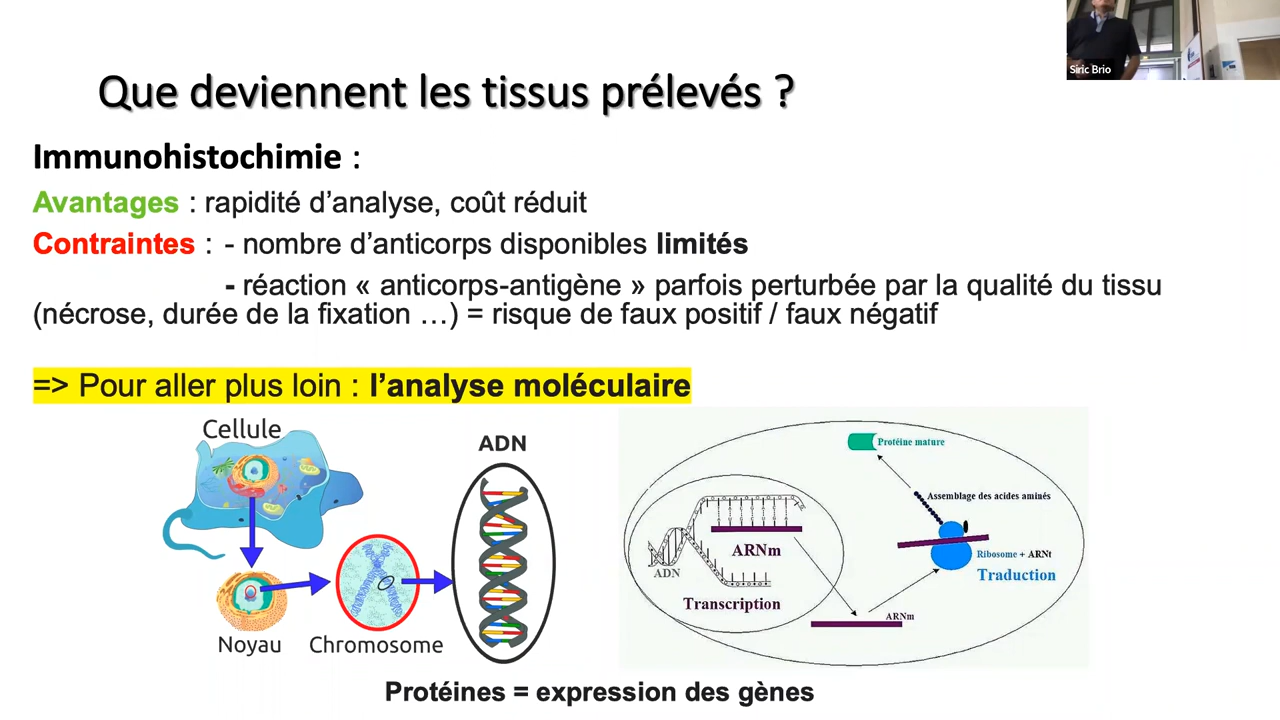 Siric Brio
Que deviennent les tissus prélevés ?
Immunohistochimie :
Avantages : rapidité d’analyse, coût réduit
Contraintes : - nombre d’anticorps disponibles limités
- réaction « anticorps-antigène » parfois perturbée par la qualité du tissu
(nécrose, durée de la fixation …) = risque de faux positif / faux négatif
=> Pour aller plus loin : l’analyse moléculaire
Cellule
ADN
Noyau
Chromosome
Protéine mature
Assemblage des acides aminés
ARNm
ADN
Ribosome + ARNt
Traduction
Transcription
ARNm
Protéines = expression des gènes